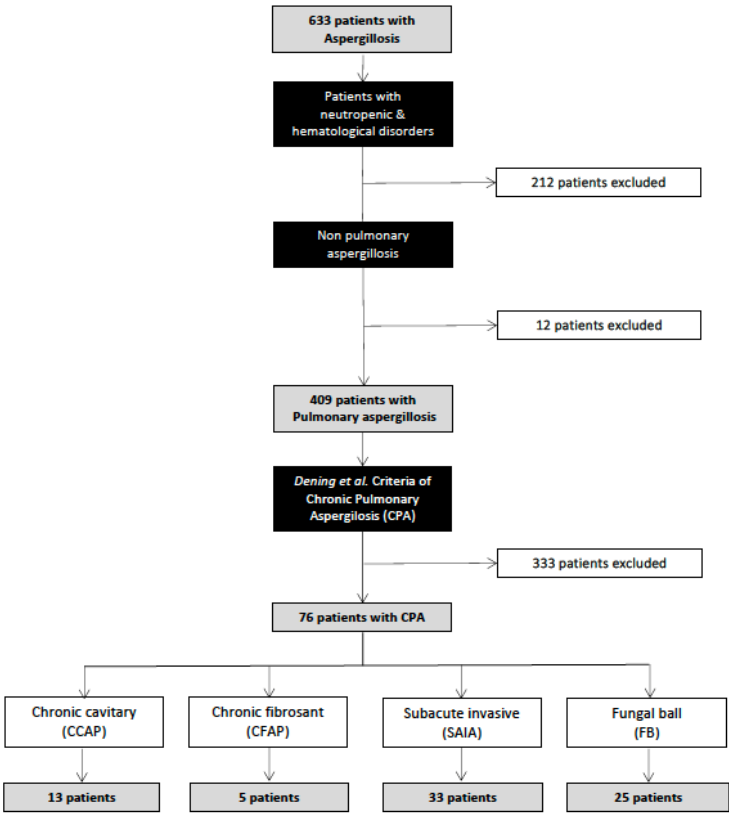 633 patients with
Aspergillosis
Patients with
neutropenic &
hematological disorders
212 patients excluded
Non pulmonary
aspergillosis
12 patients excluded
409 patients with
Pulmonary aspergillosis
Dening et al. Criteria of
Chronic Pulmonary
Aspergilosis (CPA)
333 patients excluded
76 patients with CPA
Chronic cavitary
(CCAP)
Chronic fibrosant
(CFAP)
Subacute invasive
(SAIA)
Fungal ball
(FB)
13 patients
5 patients
33 patients
25 patients